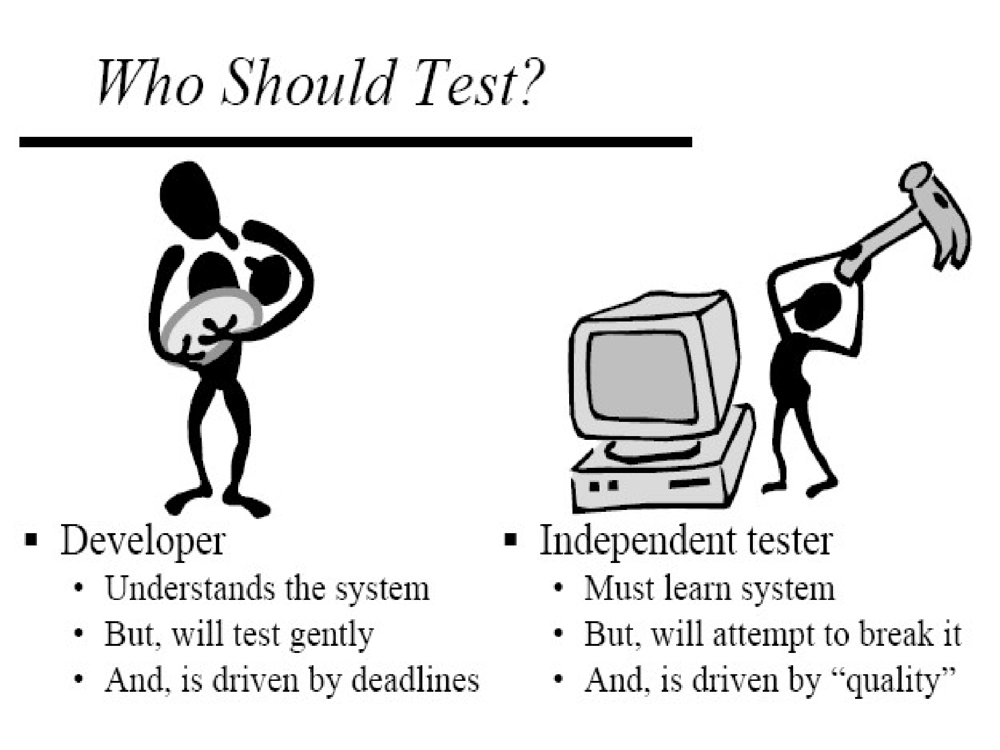 Who Should Test?
▪ Developer
• Understands the system
• But, will test gently
• And, is driven by deadlines
▪ Independent tester
• Must learn system
• But, will attempt to break it
• And, is driven by “quality”